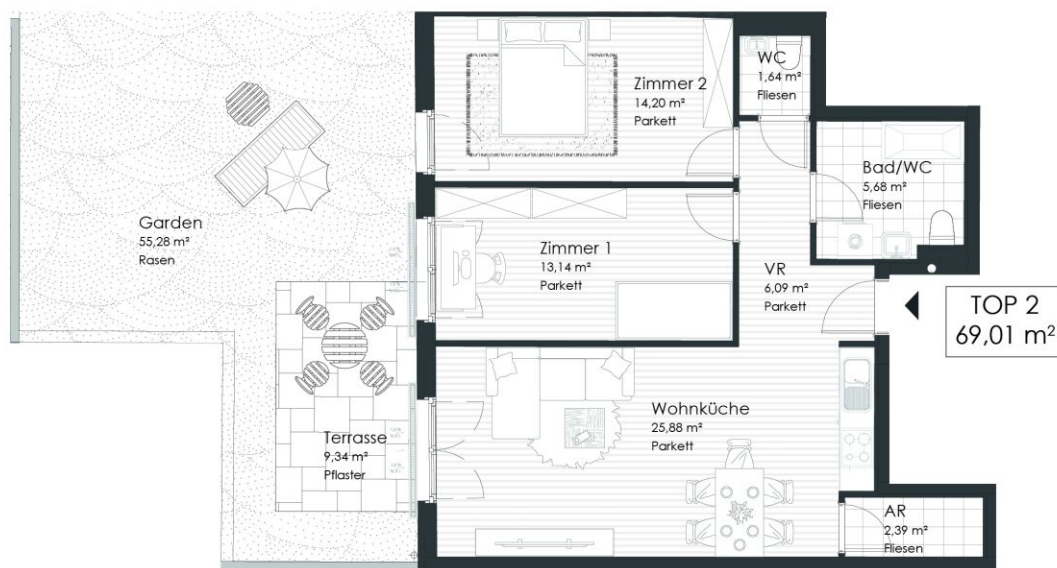 WC
1,64 m²
Fliesen
Zimmer 2
14,20 m²
Parkett
Bad/WC
5,68 m²
Fliesen
Garden
55,28 m²
Rasen
Zimmer 1
13,14 m²
Parkett
VR
6,09 m²
Parkett
TOP 2
69,01 m²
Wohnküche
25,88 m²
Parkett
Terrasse
9,34 m²
Pflaster
AR
2,39 m²
Fliesen